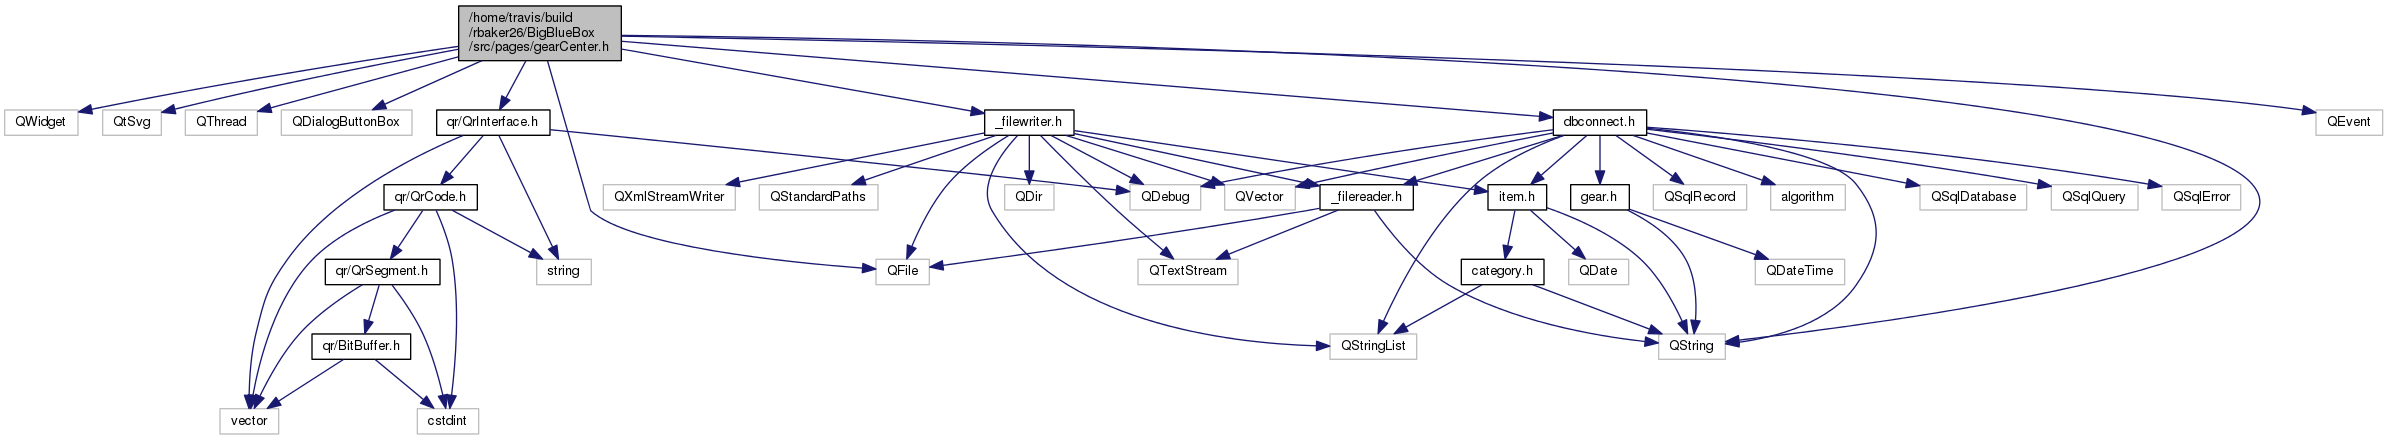 /home/travis/build
/rbaker26/BigBlueBox
/src/pages/gearCenter.h
QWidget
QtSvg
QThread
QDialogButtonBox
qr/QrInterface.h
_filewriter.h
dbconnect.h
QEvent
qr/QrCode.h
QXmlStreamWriter
QStandardPaths
QDir
QDebug
QVector
_filereader.h
item.h
gear.h
QSqlRecord
algorithm
QSqlDatabase
QSqlQuery
QSqlError
qr/QrSegment.h
string
QFile
QTextStream
category.h
QDate
QDateTime
qr/BitBuffer.h
QStringList
QString
vector
cstdint